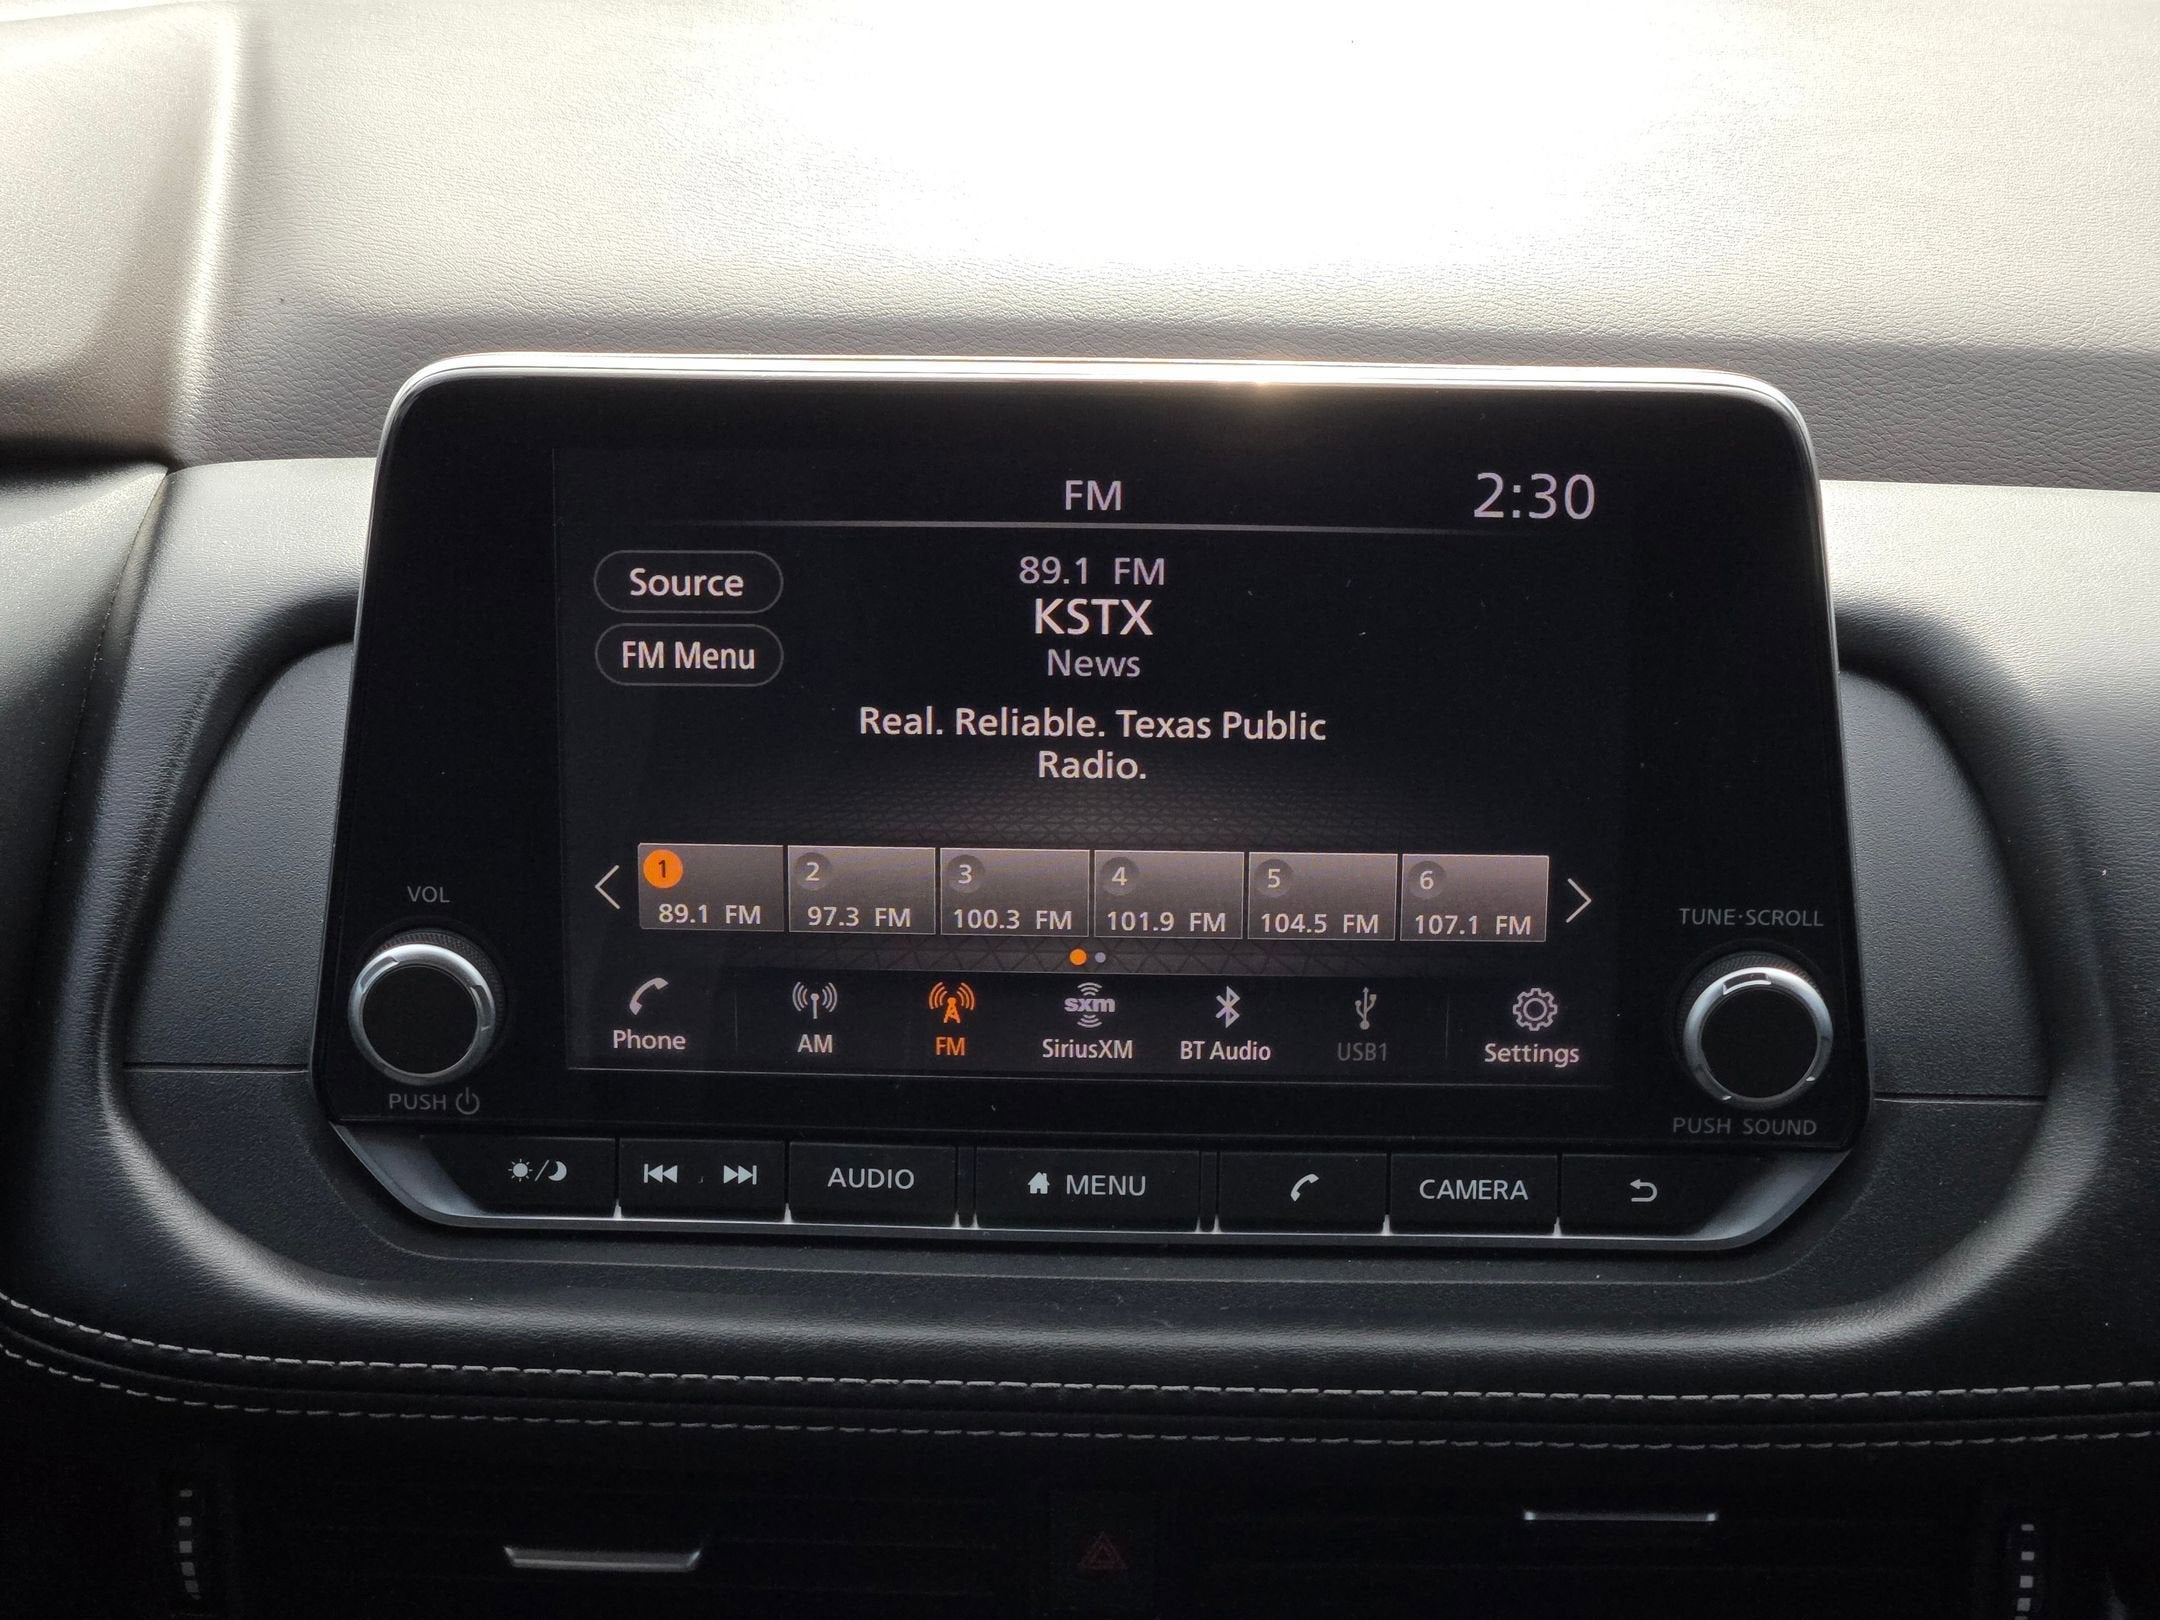 FM
2:30
Source
FM Menu
89.1 FM
KSTX
News
Real. Reliable. Texas Public
Radio.
1
89.1 FM
2
97.3 FM
3
100.3 FM
4
101.9 FM
5
104.5 FM
6
107.1 FM
Phone
AM
FM
sxm
SiriusXM
BT Audio
USB1
Settings
VOL
PUSH
TUNE·SCROLL
PUSH SOUND
AUDIO
MENU
CAMERA